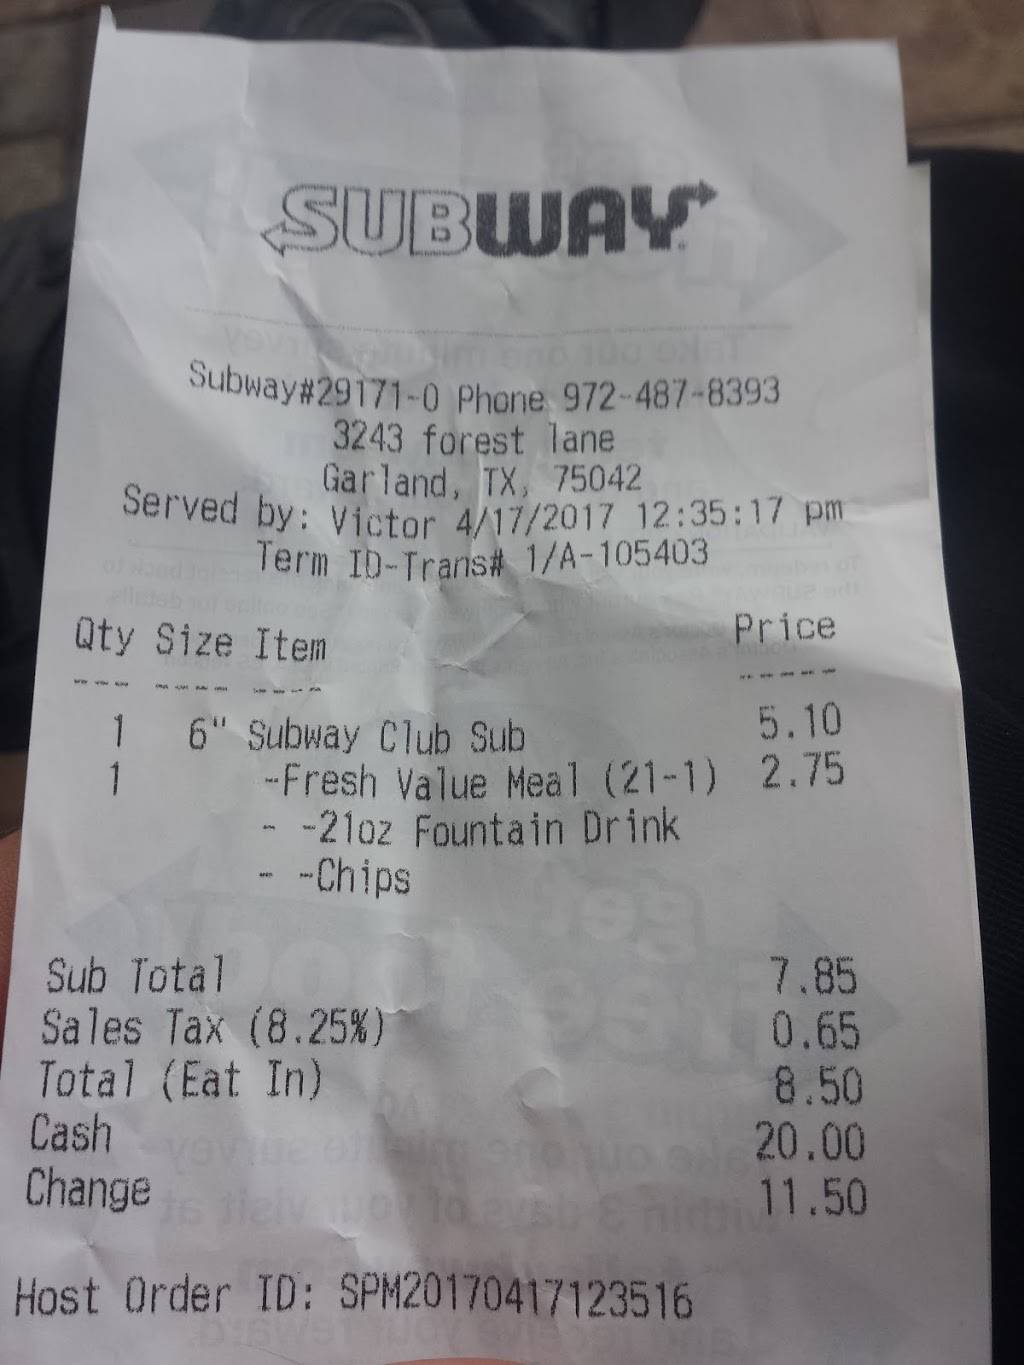 SUBWAY
Subway#29171-0 Phone 972-487-8393
3243 forest lane
Garland, TX, 75042
Served by: Victor 4/17/2017 12:35:17 pm
Term ID-Trans# 1/A-105403
Qty Size Item Price
--- ---- ---- -----
1 6" Subway Club Sub 5.10
1 -Fresh Value Meal (21-1) 2.75
- -21oz Fountain Drink
- -Chips
Sub Total 7.85
Sales Tax (8.25%) 0.65
Total (Eat In) 8.50
Cash 20.00
Change 11.50
Host Order ID: SPM20170417123516